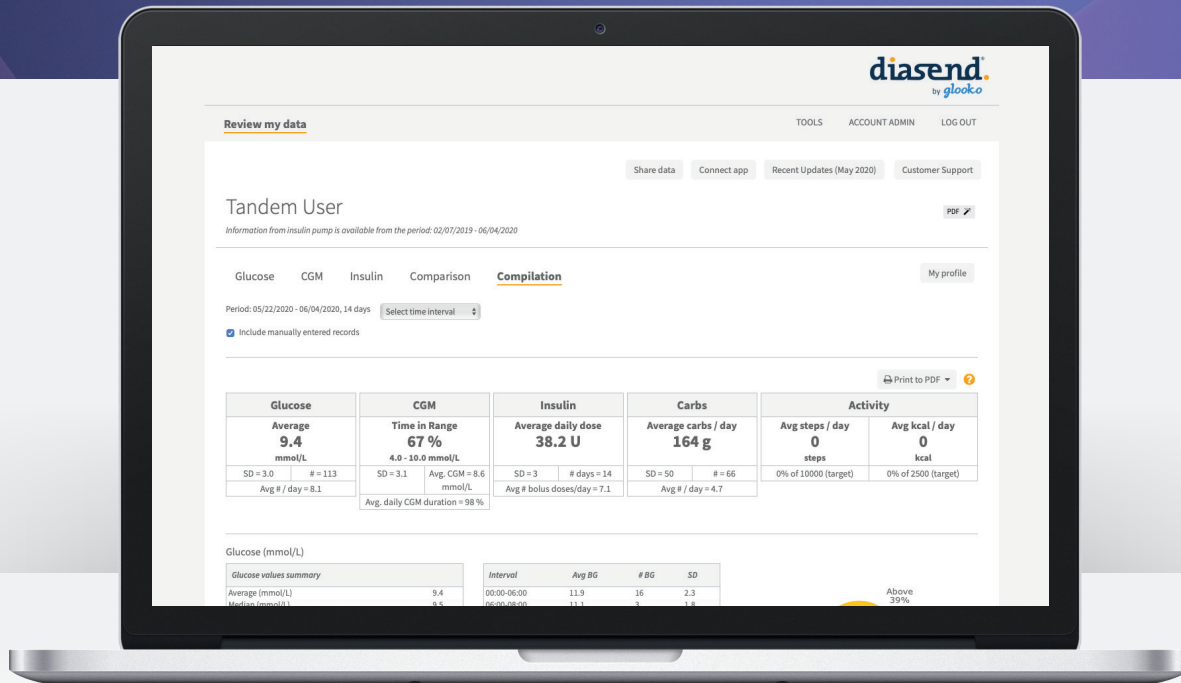 diasend
by glooko
Review my data
TOOLS ACCOUNT ADMIN LOG OUT
Share data Connect app Recent Updates (May 2020) Customer Support
Tandem User
PDF
Information from insulin pump is available from the period: 02/07/2019 - 06/04/2020
Glucose CGM Insulin Comparison Compilation My profile
Period: 05/22/2020 - 06/04/2020, 14 days Select time interval
Include manually entered records
Print to PDF ?
Glucose CGM Insulin Carbs Activity
Average Time in Range Average daily dose Average carbs / day Avg steps / day Avg kcal / day
9.4 67 % 38.2 U 164 g 0 0
mmol/L 4.0 - 10.0 mmol/L steps kcal
SD = 3.0 # = 113 SD = 3.1 Avg. CGM = 8.6 mmol/L SD = 3 # days = 14 SD = 50 # = 66 0% of 10000 (target) 0% of 2500 (target)
Avg # / day = 8.1 Avg # bolus doses/day = 7.1 Avg # / day = 4.7
Avg. daily CGM duration = 98 %
Glucose (mmol/L)
Glucose values summary Interval Avg BG # BG SD
Average (mmol/L) 9.4 00:00-06:00 11.9 16 2.3 Above
39%
Median (mmol/L) 9.5 06:00-08:00 11.1 3 1.8